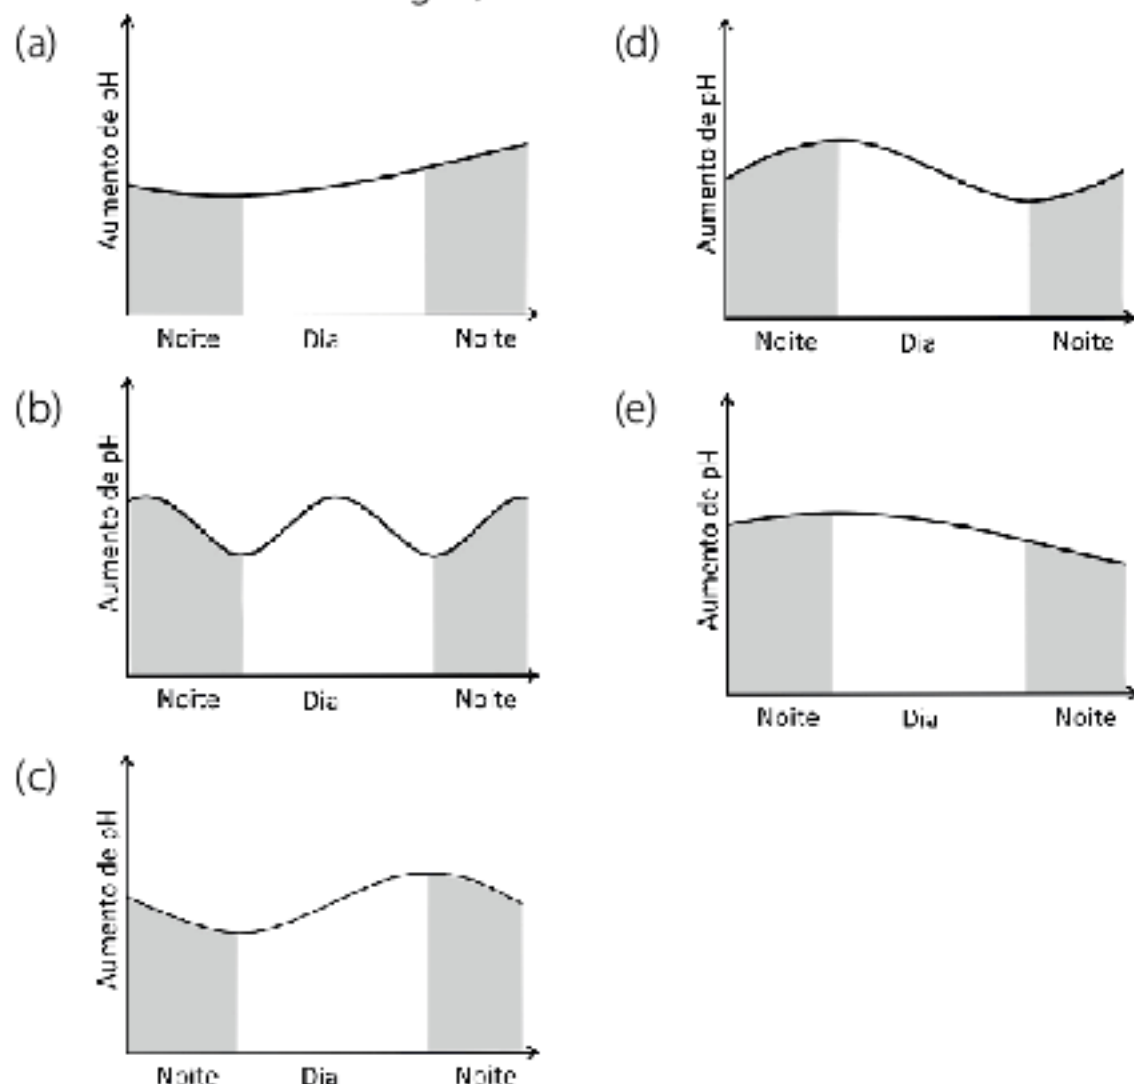 (a)
Aumento de pH
Noite Dia Noite
(b)
Aumento de pH
Noite Dia Noite
(c)
Aumento de pH
Noite Dia Noite
(d)
Aumento de pH
Noite Dia Noite
(e)
Aumento de pH
Noite Dia Noite